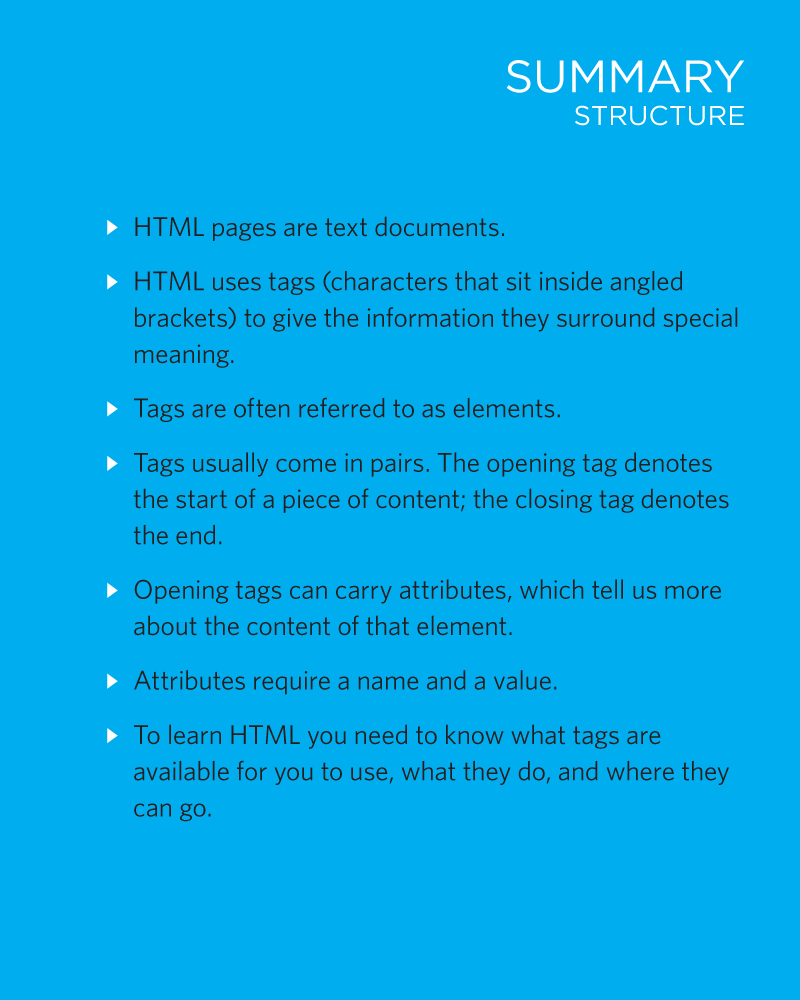 SUMMARY
STRUCTURE
HTML pages are text documents.
HTML uses tags (characters that sit inside angled
brackets) to give the information they surround special
meaning.
Tags are often referred to as elements.
Tags usually come in pairs. The opening tag denotes
the start of a piece of content; the closing tag denotes
the end.
Opening tags can carry attributes, which tell us more
about the content of that element.
Attributes require a name and a value.
To learn HTML you need to know what tags are
available for you to use, what they do, and where they
can go.